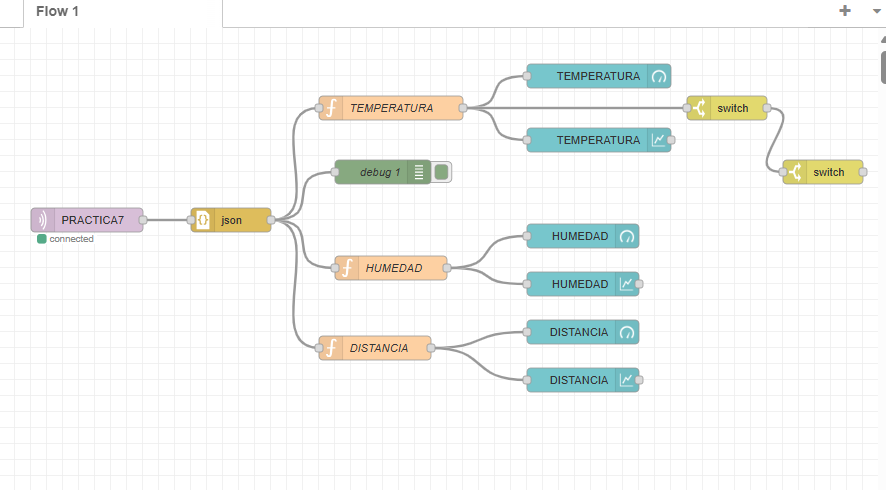 Flow 1
TEMPERATURA
TEMPERATURA
switch
TEMPERATURA
debug 1
switch
PRACTICA7
json
connected
HUMEDAD
HUMEDAD
HUMEDAD
DISTANCIA
DISTANCIA
DISTANCIA